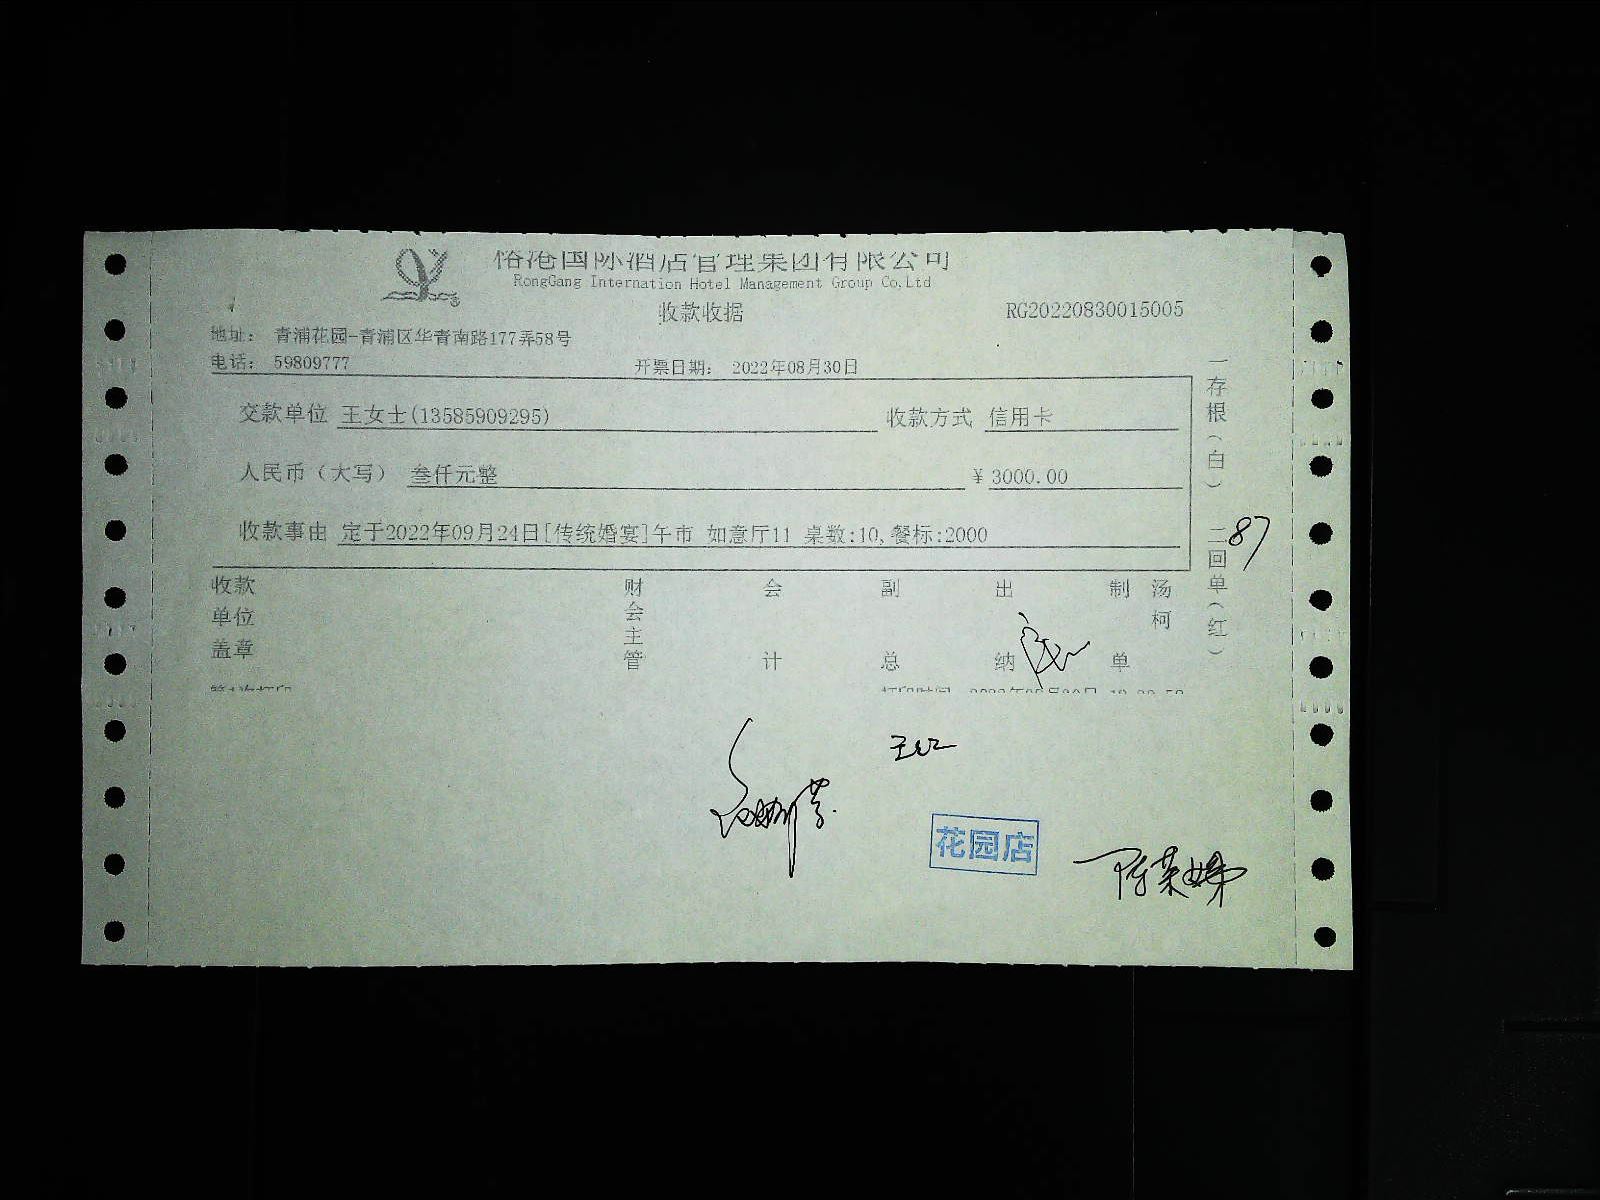 国际酒店管理集团有限公司
RongGang Internation Hotel Management Group Co,Ltd
收款收据 RG20220830015005
地址: 青浦花园-青浦区华青南路177弄58号
电话: 59809777 开票日期: 2022年08月30日
交款单位 王女士(13585909295) 收款方式 信用卡
人民币(大写) 叁仟元整 ¥ 3000.00
收款事由 定于2022年09月24日[传统婚宴]午市 如意厅11 桌数:10,餐标:2000
一存根(白) 二回单(红)
87
收款单位盖章 财会主管 会计 副总 出纳 制单 汤柯
花园店